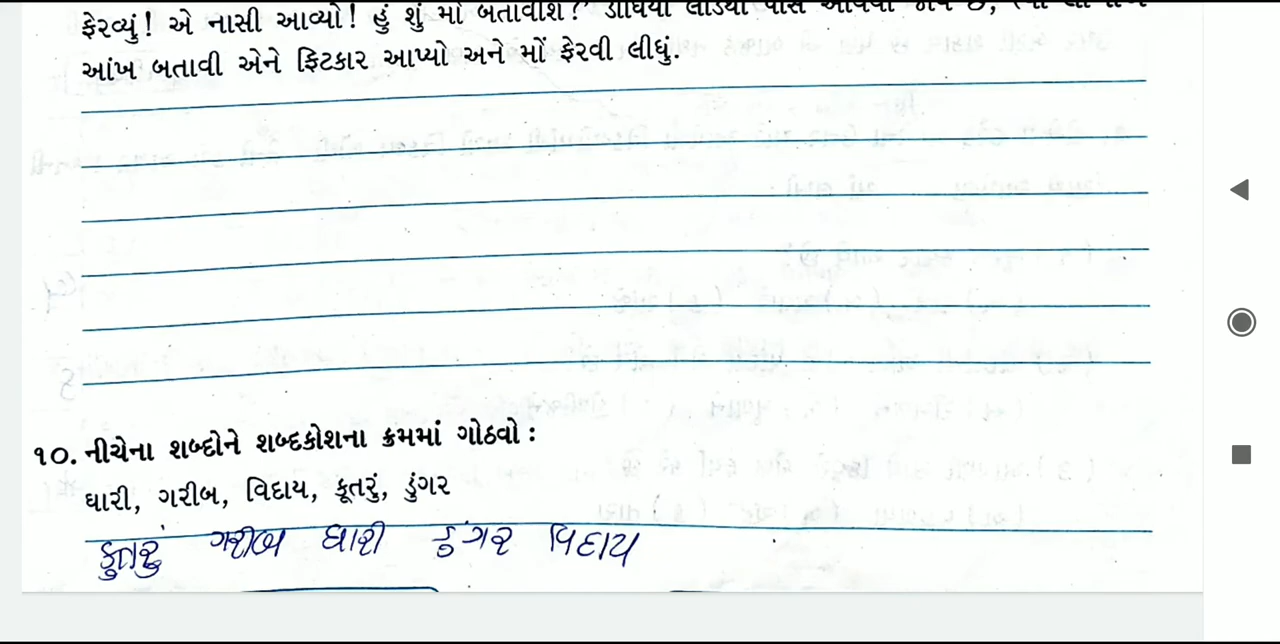 ફેરવ્યું! એ નાસી આવ્યો! હું શું મોં બતાવીશ?"
આંખ બતાવી એને ફિટકાર આપ્યો અને મોં ફેરવી લીધું.
૧૦. નીચેના શબ્દોને શબ્દકોશના ક્રમમાં ગોઠવો :
ઘારી, ગરીબ, વિદાય, કૂતરું, ડુંગર
કુતરું ગરીબ ઘારી ડુંગર વિદાય